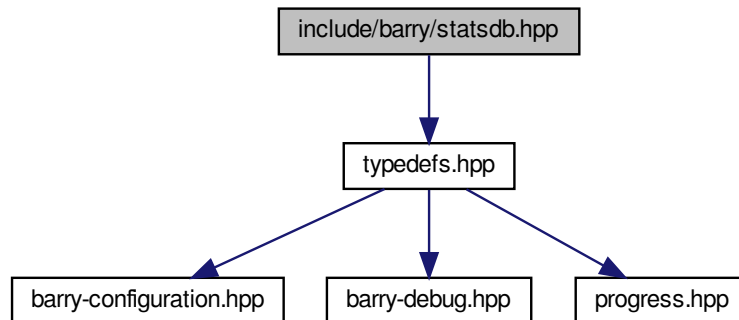 include/barry/statsdb.hpp
typedefs.hpp
barry-configuration.hpp
barry-debug.hpp
progress.hpp